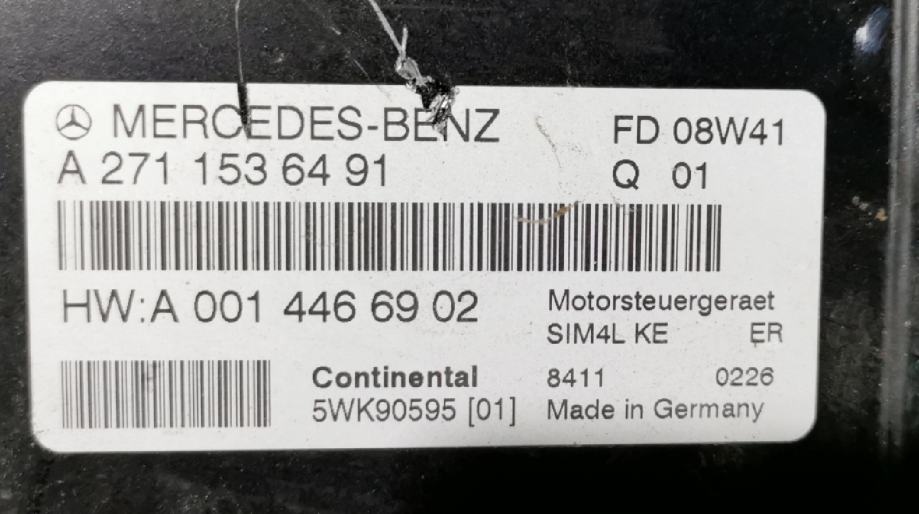 MERCEDES-BENZ FD 08W41
A 271 153 64 91 Q 01
HW:A 001 446 69 02 Motorsteuergeraet
SIM4L KE ER
Continental 8411 0226
5WK90595 [01] Made in Germany